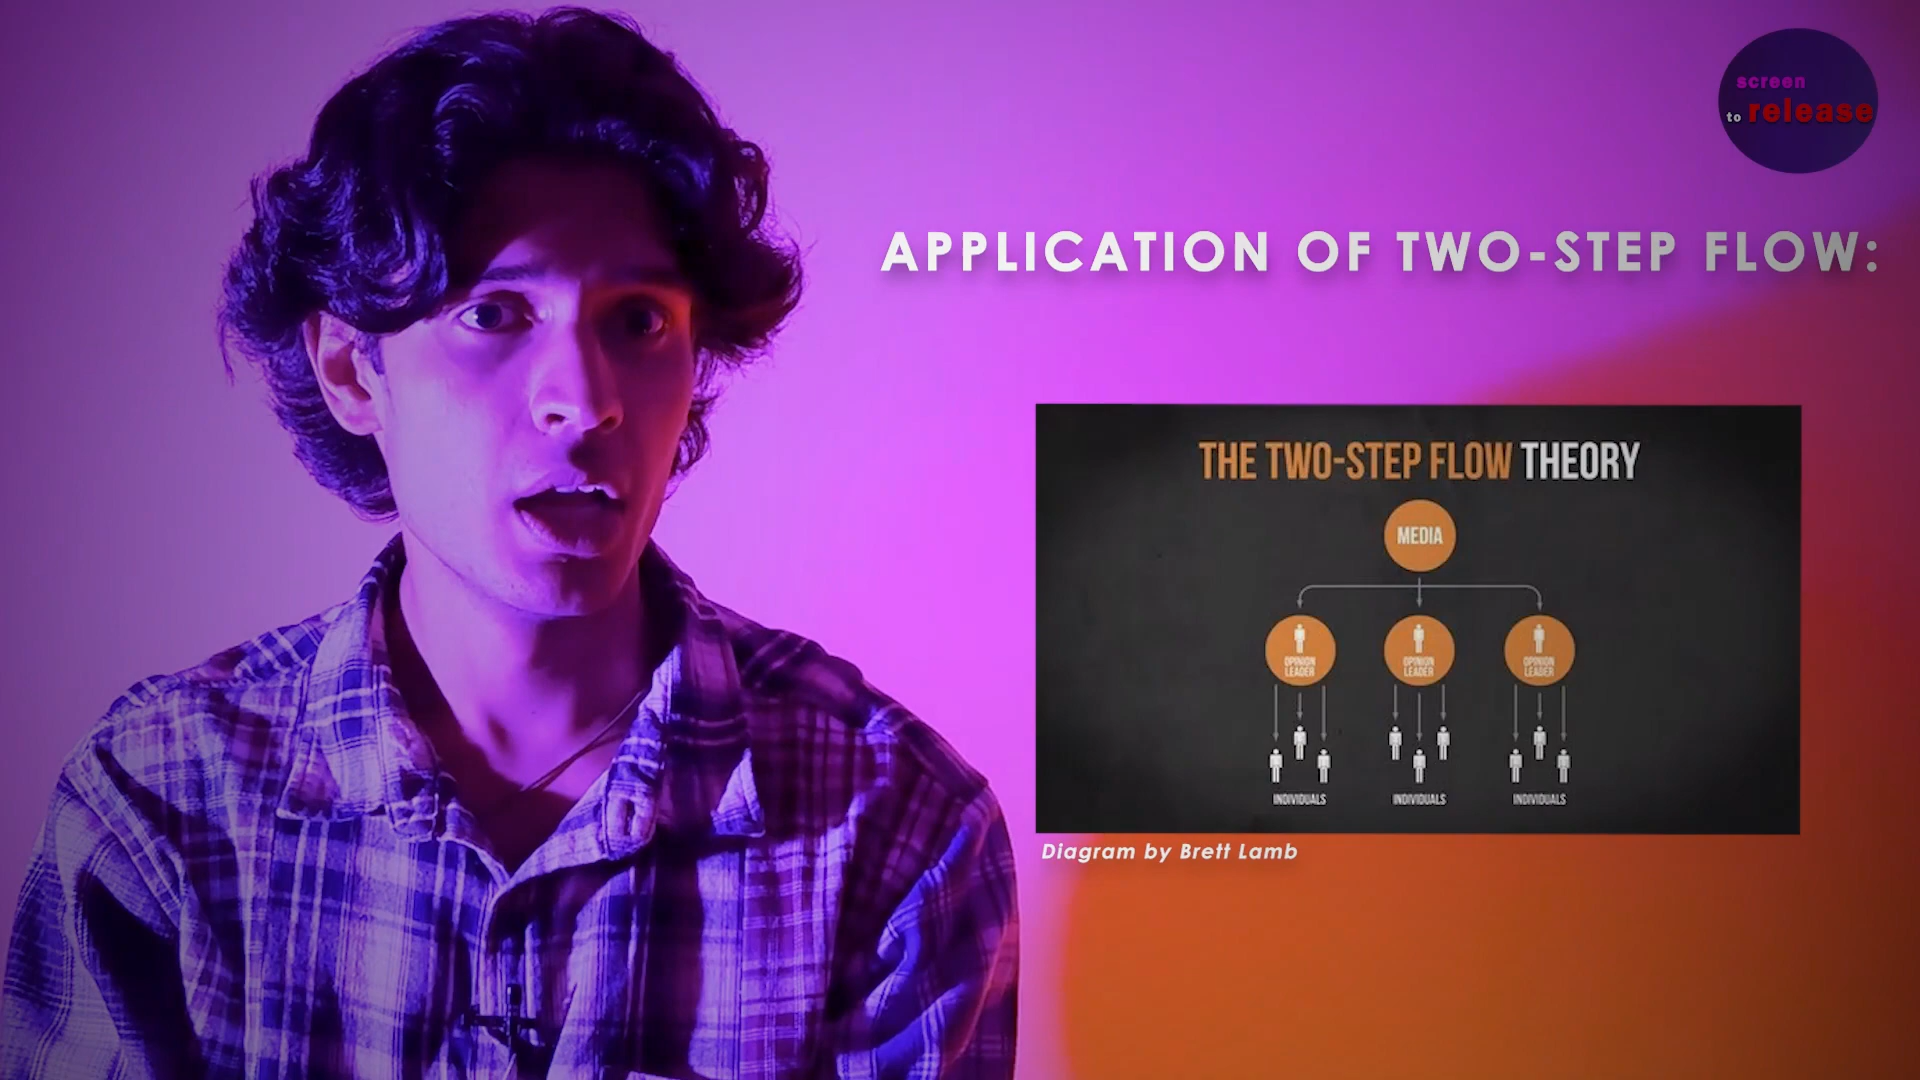 screen
to release
APPLICATION OF TWO-STEP FLOW:
THE TWO-STEP FLOW THEORY
MEDIA
OPINION
LEADER
OPINION
LEADER
OPINION
LEADER
INDIVIDUALS
INDIVIDUALS
INDIVIDUALS
Diagram by Brett Lamb